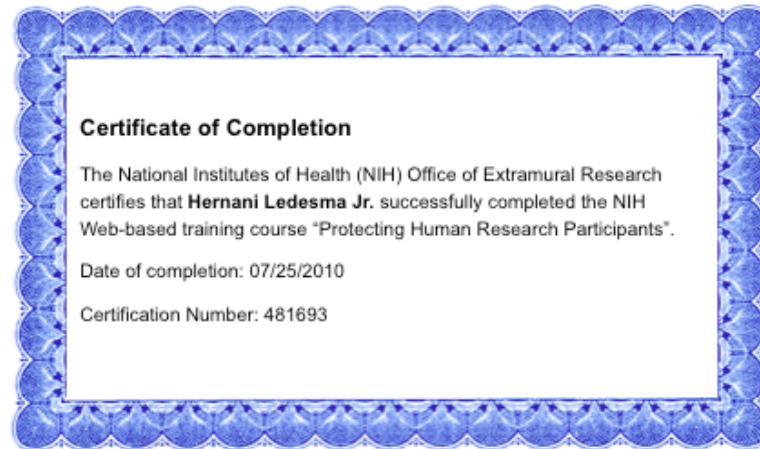 Certificate of Completion
The National Institutes of Health (NIH) Office of Extramural Research
certifies that Hernani Ledesma Jr. successfully completed the NIH
Web-based training course “Protecting Human Research Participants”.
Date of completion: 07/25/2010
Certification Number: 481693